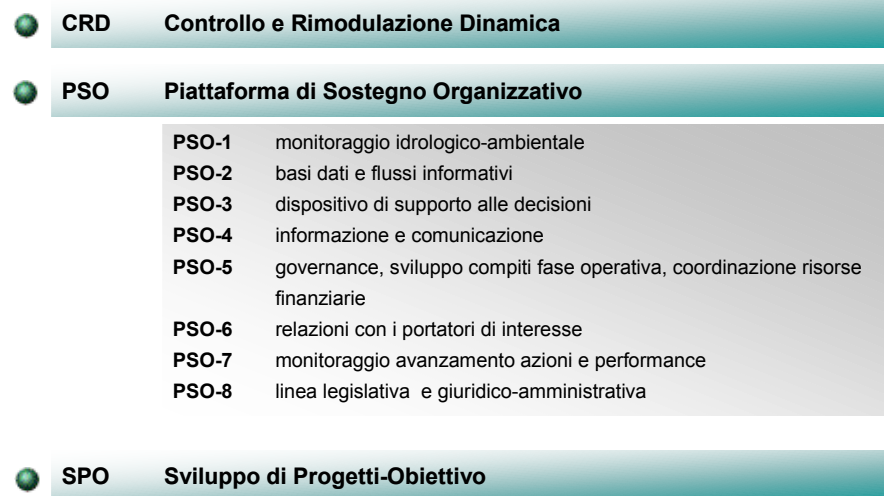 CRD Controllo e Rimodulazione Dinamica
PSO Piattaforma di Sostegno Organizzativo
PSO-1 monitoraggio idrologico-ambientale
PSO-2 basi dati e flussi informativi
PSO-3 dispositivo di supporto alle decisioni
PSO-4 informazione e comunicazione
PSO-5 governance, sviluppo compiti fase operativa, coordinazione risorse
finanziarie
PSO-6 relazioni con i portatori di interesse
PSO-7 monitoraggio avanzamento azioni e performance
PSO-8 linea legislativa e giuridico-amministrativa
SPO Sviluppo di Progetti-Obiettivo